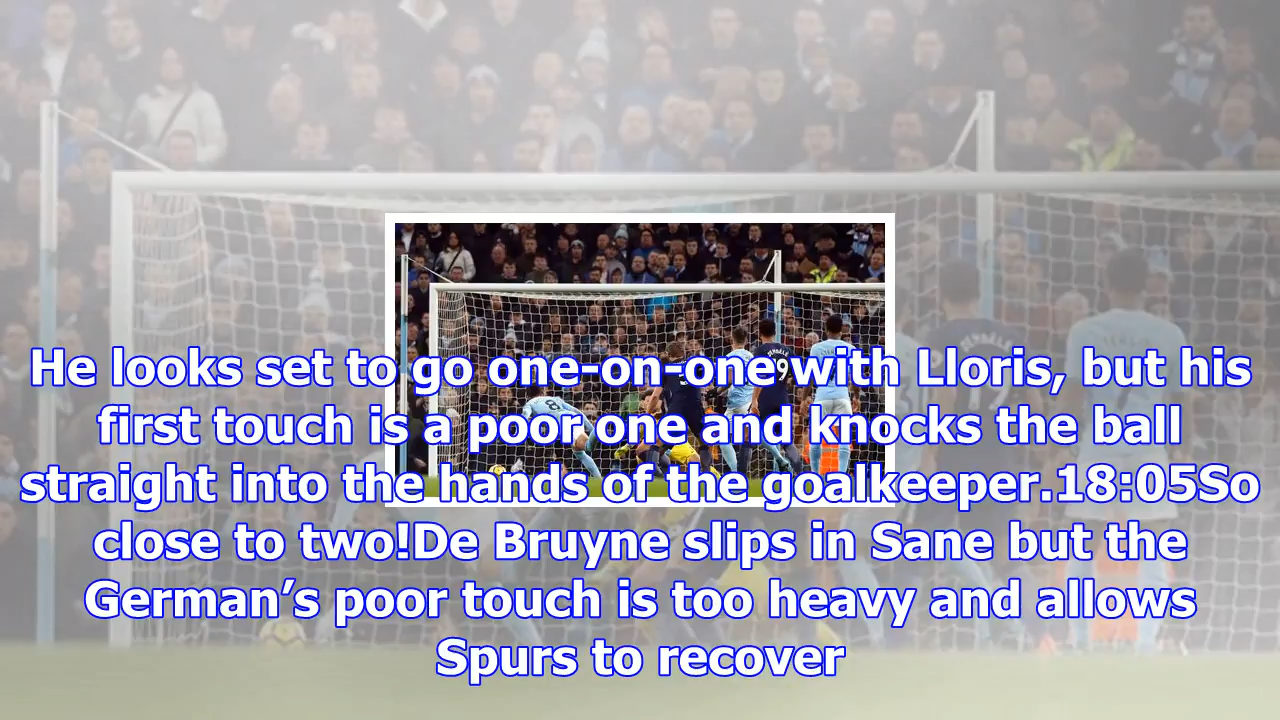 He looks set to go one-on-one with Lloris, but his
first touch is a poor one and knocks the ball
straight into the hands of the goalkeeper.18:05So
close to two!De Bruyne slips in Sane but the
German’s poor touch is too heavy and allows
Spurs to recover
8